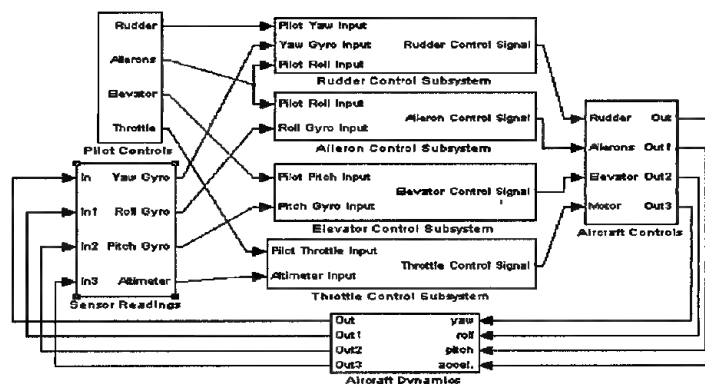 Rudder
Ailerons
Elevator
Throttle
Pilot Controls
Pilot Yaw Input
Yaw Gyro Input
Pilot Roll Input
Rudder Control Signal
Rudder Control Subsystem
Pilot Roll Input
Roll Gyro Input
Aileron Control Signal
Aileron Control Subsystem
Pilot Pitch Input
Pitch Gyro Input
Elevator Control Signal
Elevator Control Subsystem
Pilot Throttle Input
Altimeter Input
Throttle Control Signal
Throttle Control Subsystem
Rudder Out
Ailerons Out1
Elevator Out2
Motor Out3
Aircraft Controls
In Yaw Gyro
In1 Roll Gyro
In2 Pitch Gyro
In3 Altimeter
Sensor Readings
Out yaw
Out1 roll
Out2 pitch
Out3 accel.
Aircraft Dynamics